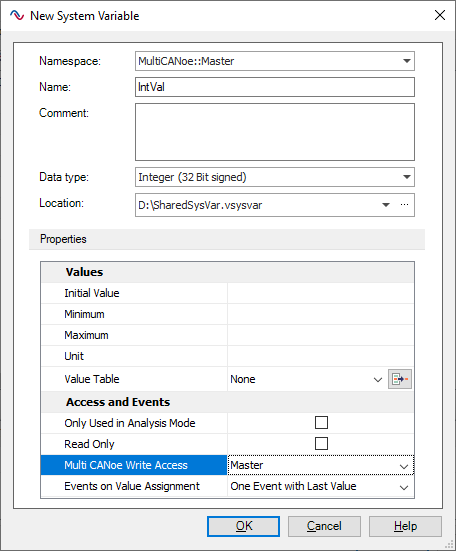 New System Variable
Namespace: MultiCANoe::Master
Name: IntVal
Comment:
Data type: Integer (32 Bit signed)
Location: D:\SharedSysVar.vsysvar ...
Properties
Values
Initial Value
Minimum
Maximum
Unit
Value Table None
Access and Events
Only Used in Analysis Mode
Read Only
Multi CANoe Write Access Master
Events on Value Assignment One Event with Last Value
OK Cancel Help